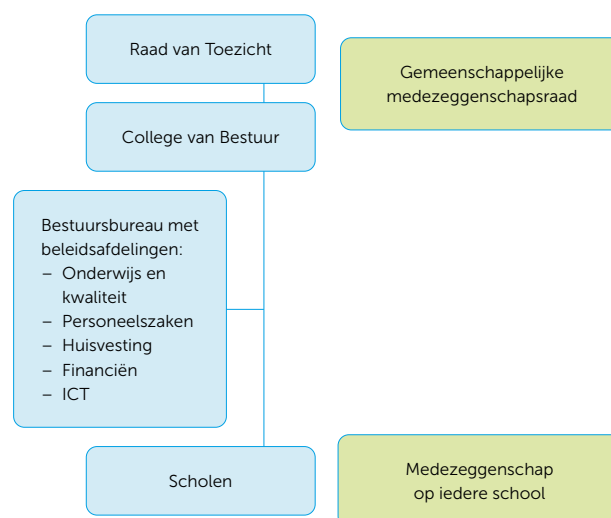 Raad van Toezicht
Gemeenschappelijke
medezeggenschapsraad
College van Bestuur
Bestuursbureau met
beleidsafdelingen:
– Onderwijs en
kwaliteit
– Personeelszaken
– Huisvesting
– Financiën
– ICT
Scholen
Medezeggenschap
op iedere school